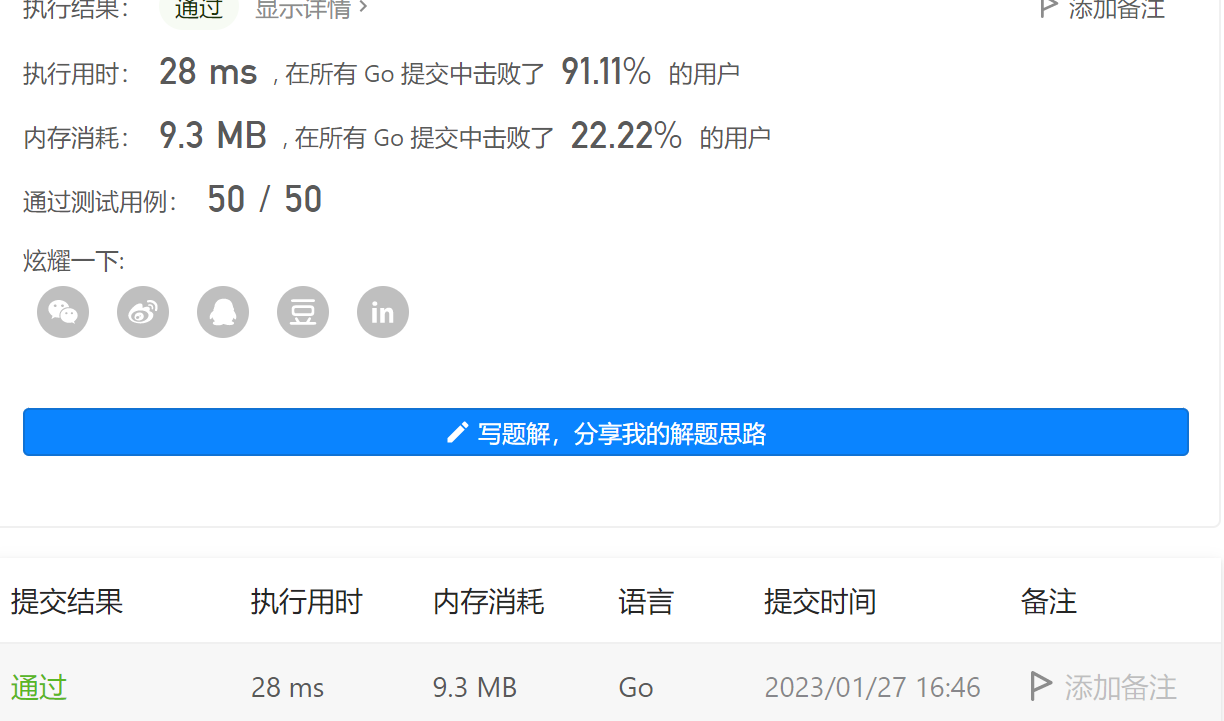 执行结果： 通过 显示详情 > 添加备注
执行用时： 28 ms , 在所有 Go 提交中击败了 91.11% 的用户
内存消耗： 9.3 MB , 在所有 Go 提交中击败了 22.22% 的用户
通过测试用例： 50 / 50
炫耀一下:
豆 in
写题解，分享我的解题思路
提交结果 执行用时 内存消耗 语言 提交时间 备注
通过 28 ms 9.3 MB Go 2023/01/27 16:46 添加备注